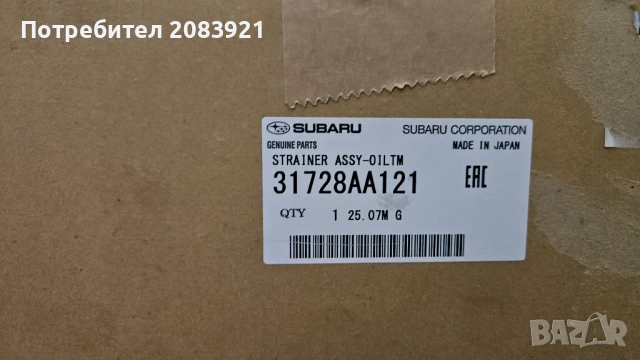 Потребител 2083921
SUBARU
SUBARU CORPORATION
GENUINE PARTS
MADE IN JAPAN
STRAINER ASSY-OILTM
31728AA121
EAC
QTY 1 25.07M G
BAZAR